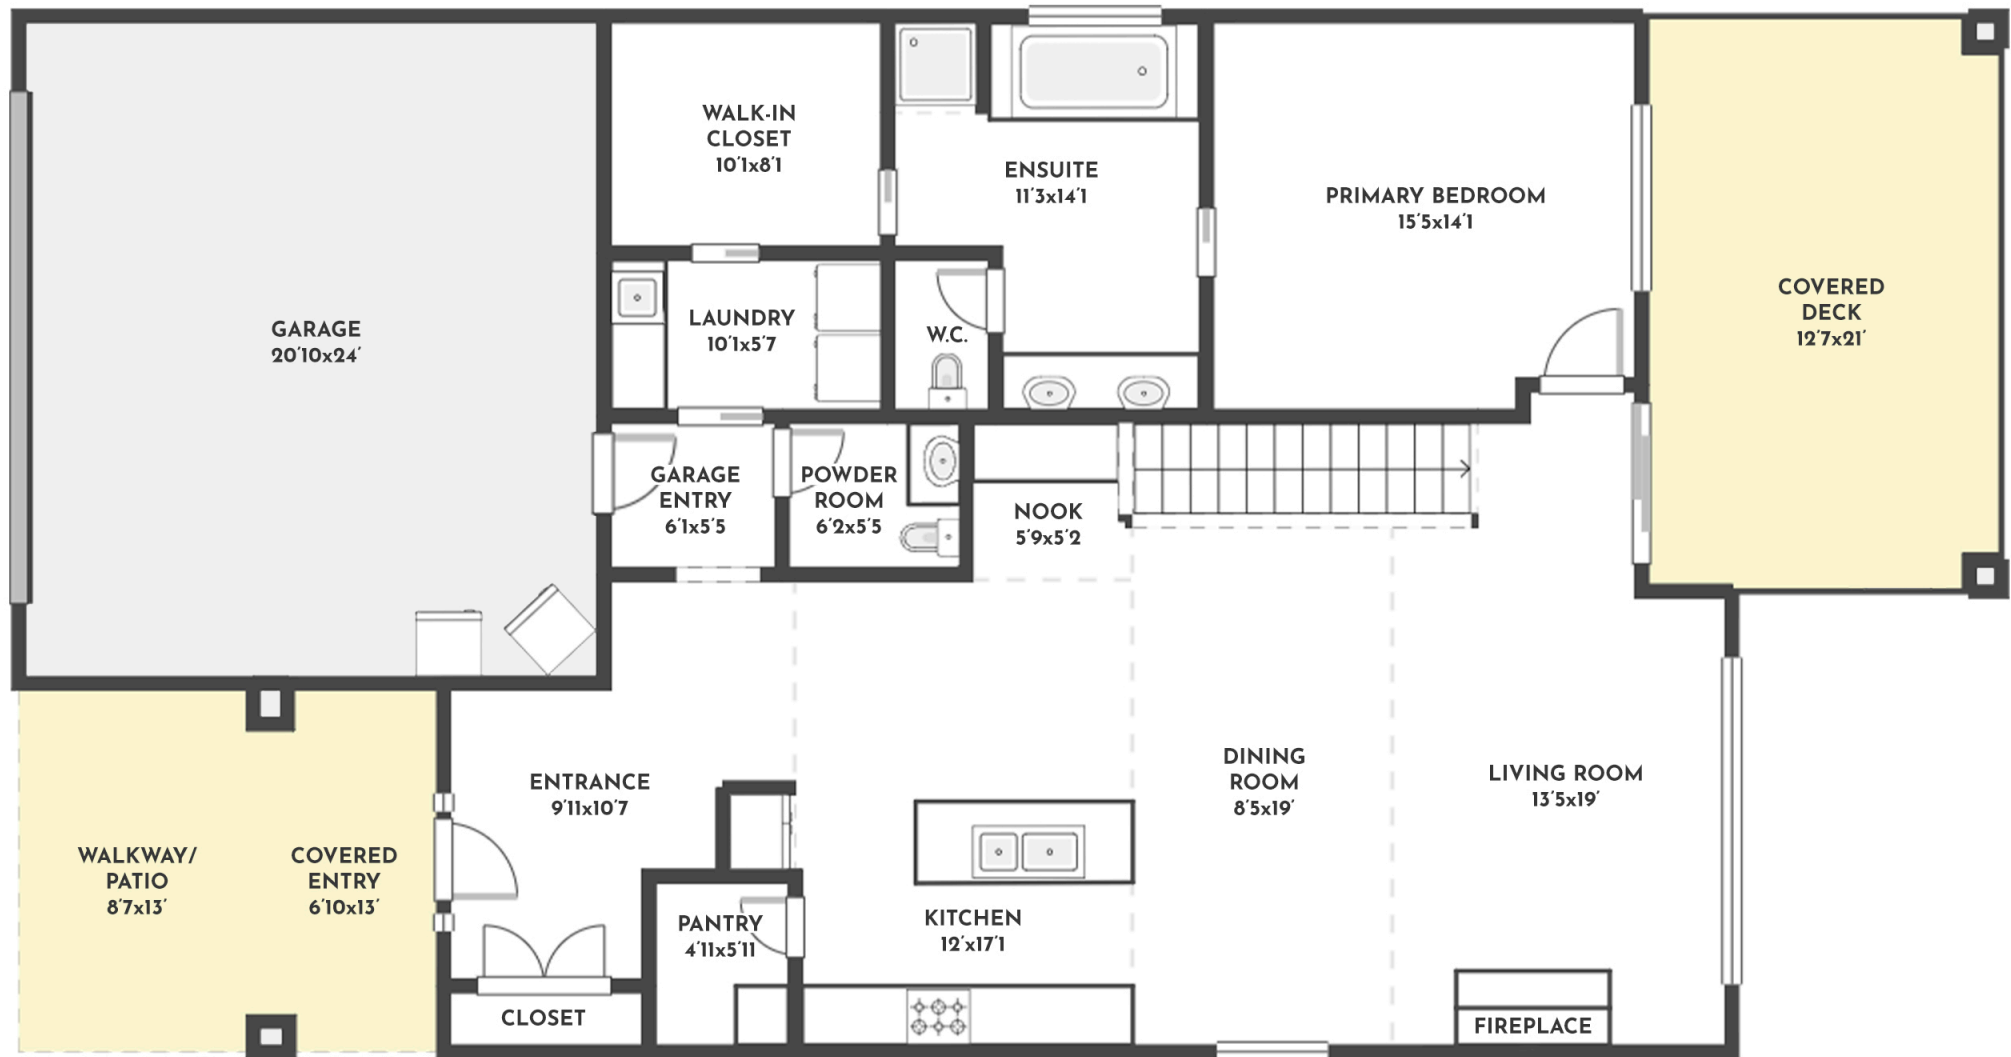 WALK-IN
CLOSET
10'1x8'1
ENSUITE
11'3x14'1
PRIMARY BEDROOM
15'5x14'1
COVERED
DECK
12'7x21'
GARAGE
20'10x24'
LAUNDRY
10'1x5'7
W.C.
GARAGE
ENTRY
6'1x5'5
POWDER
ROOM
6'2x5'5
NOOK
5'9x5'2
ENTRANCE
9'11x10'7
DINING
ROOM
8'5x19'
LIVING ROOM
13'5x19'
WALKWAY/
PATIO
8'7x13'
COVERED
ENTRY
6'10x13'
PANTRY
4'11x5'11
KITCHEN
12'x17'1
CLOSET
FIREPLACE